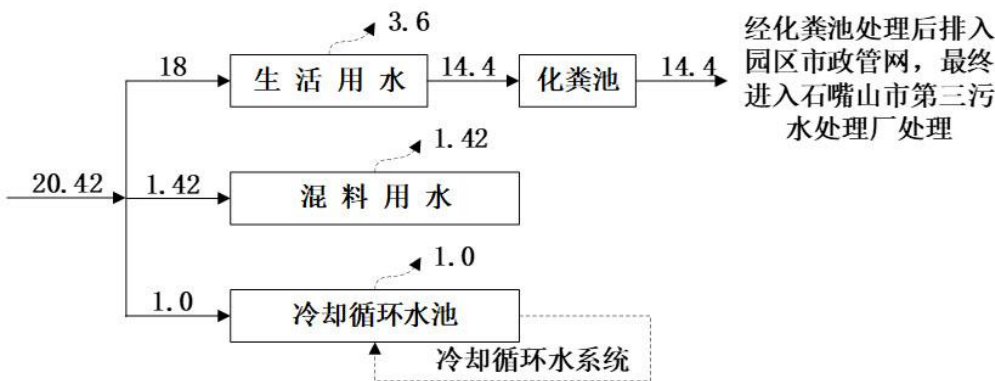 3.6
18
生 活 用 水
14.4
化粪池
14.4
经化粪池处理后排入
园区市政管网，最终
进入石嘴山市第三污
水处理厂处理
1.42
20.42
1.42
混 料 用 水
1.0
1.0
冷却循环水池
冷却循环水系统